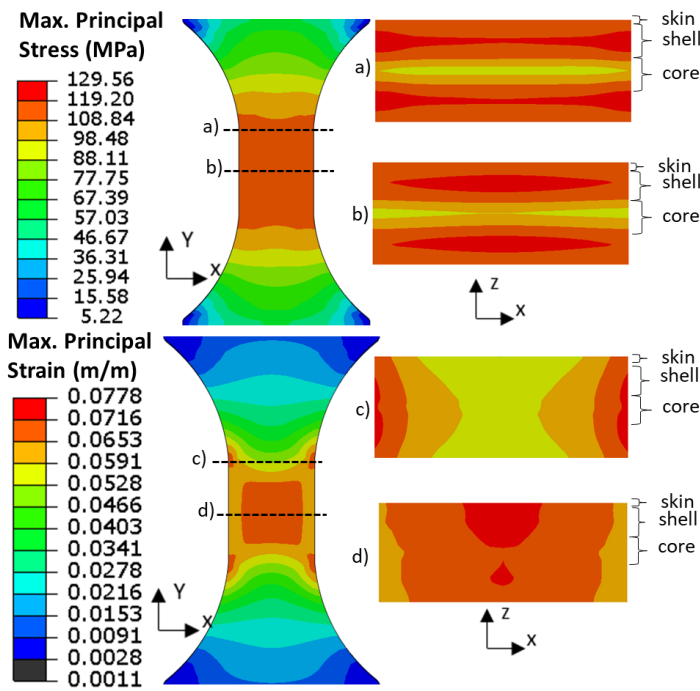 Max. Principal
Stress (MPa)
129.56
119.20
108.84
98.48
88.11
77.75
67.39
57.03
46.67
36.31
25.94
15.58
5.22
a)
b)
Y
x
a)
skin
shell
core
b)
skin
shell
core
z
x
Max. Principal
Strain (m/m)
0.0778
0.0716
0.0653
0.0591
0.0528
0.0466
0.0403
0.0341
0.0278
0.0216
0.0153
0.0091
0.0028
0.0011
c)
d)
Y
x
c)
skin
shell
core
d)
skin
shell
core
z
x